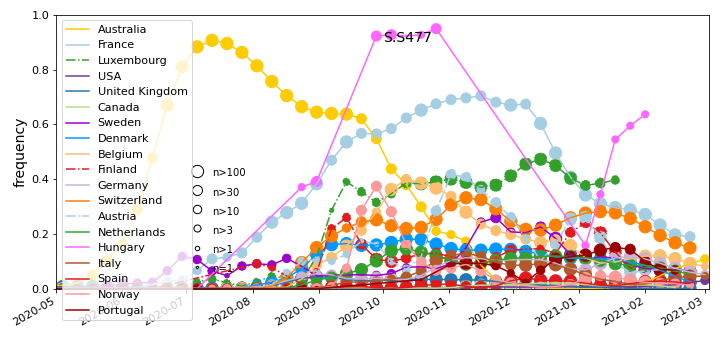 1.0
0.8
0.6
0.4
0.2
0.0
frequency
S.S477
Australia
France
Luxembourg
USA
United Kingdom
Canada
Sweden
Denmark
Belgium
Finland
Germany
Switzerland
Austria
Netherlands
Hungary
Italy
Spain
Norway
Portugal
n>100
n>30
n>10
n>3
n>1
n=1
2020-05
2020-07
2020-08
2020-09
2020-10
2020-11
2020-12
2021-01
2021-02
2021-03